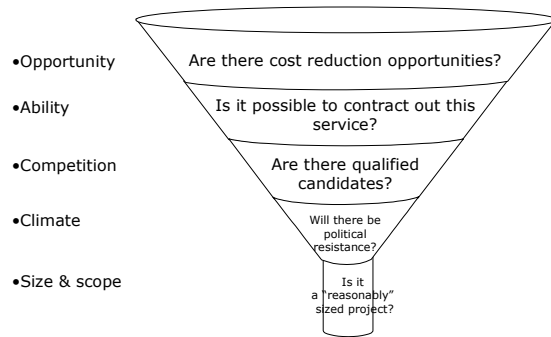 •Opportunity
Are there cost reduction opportunities?
•Ability
Is it possible to contract out this
service?
•Competition
Are there qualified
candidates?
•Climate
Will there be
political
resistance?
•Size & scope
Is it
a “reasonably”
sized project?